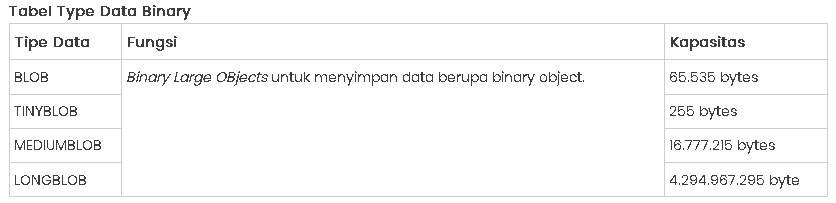 Tabel Type Data Binary
Tipe Data Fungsi Kapasitas
BLOB Binary Large OBjects untuk menyimpan data berupa binary object. 65.535 bytes
TINYBLOB 255 bytes
MEDIUMBLOB 16.777.215 bytes
LONGBLOB 4.294.967.295 byte